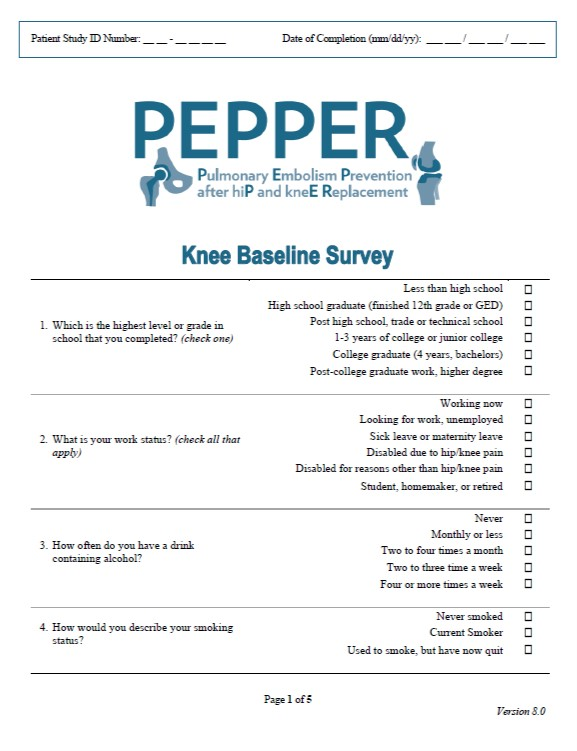 Patient Study ID Number: __ __ - __ __ __ __ Date of Completion (mm/dd/yy): ___ ___ / ___ ___ / ___ ___
PEPPER
Pulmonary Embolism Prevention
after hiP and kneE Replacement
Knee Baseline Survey
1. Which is the highest level or grade in
school that you completed? (check one)
Less than high school ☐
High school graduate (finished 12th grade or GED) ☐
Post high school, trade or technical school ☐
1-3 years of college or junior college ☐
College graduate (4 years, bachelors) ☐
Post-college graduate work, higher degree ☐
2. What is your work status? (check all that
apply)
Working now ☐
Looking for work, unemployed ☐
Sick leave or maternity leave ☐
Disabled due to hip/knee pain ☐
Disabled for reasons other than hip/knee pain ☐
Student, homemaker, or retired ☐
3. How often do you have a drink
containing alcohol?
Never ☐
Monthly or less ☐
Two to four times a month ☐
Two to three time a week ☐
Four or more times a week ☐
4. How would you describe your smoking
status?
Never smoked ☐
Current Smoker ☐
Used to smoke, but have now quit ☐
Page 1 of 5
Version 8.0